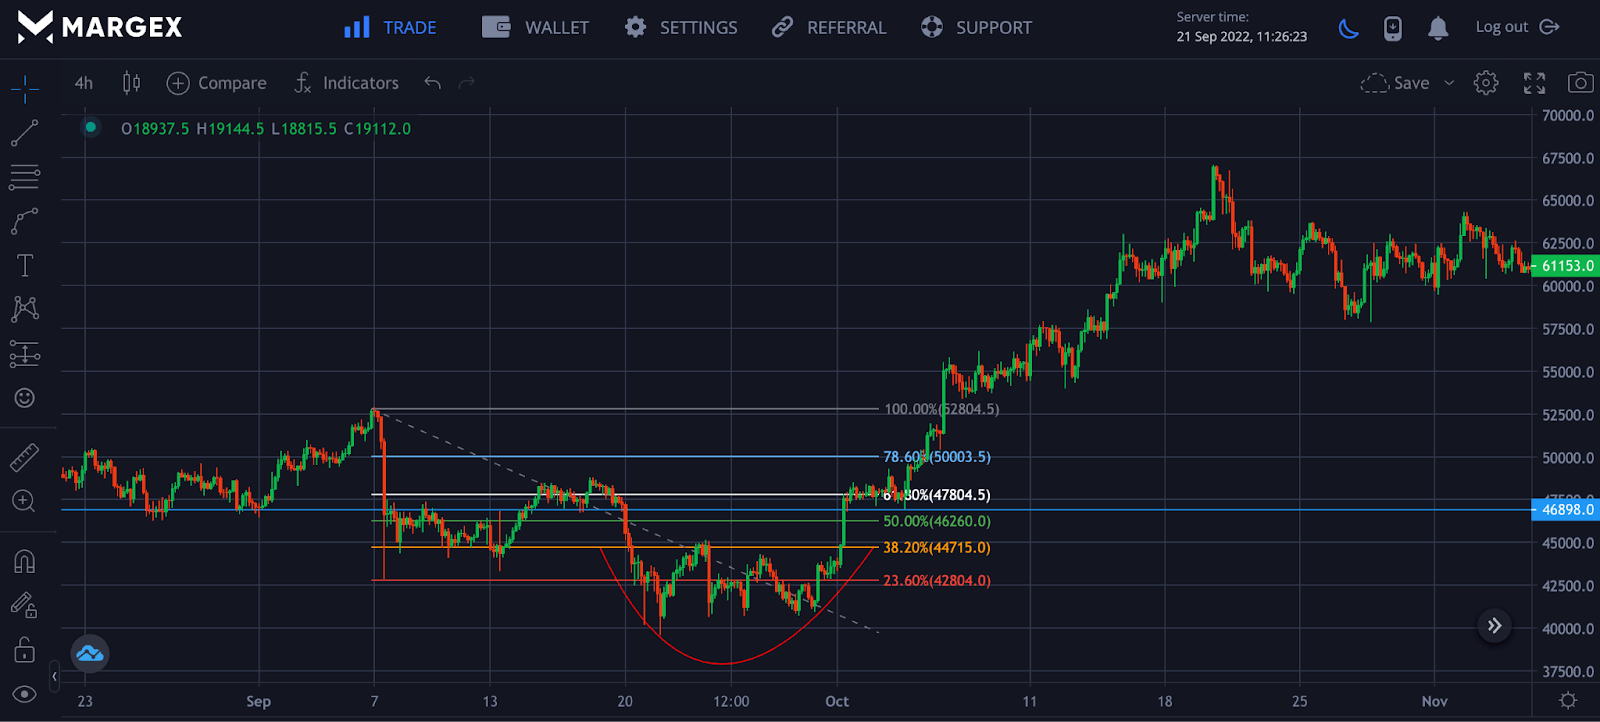 MARGEX
TRADE
WALLET
SETTINGS
REFERRAL
SUPPORT
Server time:
21 Sep 2022, 11:26:23
Log out
4h
Compare
Indicators
Save
O18937.5 H19144.5 L18815.5 C19112.0
70000.0
67500.0
65000.0
62500.0
61153.0
60000.0
57500.0
55000.0
52500.0
50000.0
47500.0
46898.0
45000.0
42500.0
40000.0
37500.0
100.00%(52804.5)
78.60%(50003.5)
61.80%(47804.5)
50.00%(46260.0)
38.20%(44715.0)
23.60%(42804.0)
23
Sep
7
13
20
12:00
Oct
11
18
25
Nov